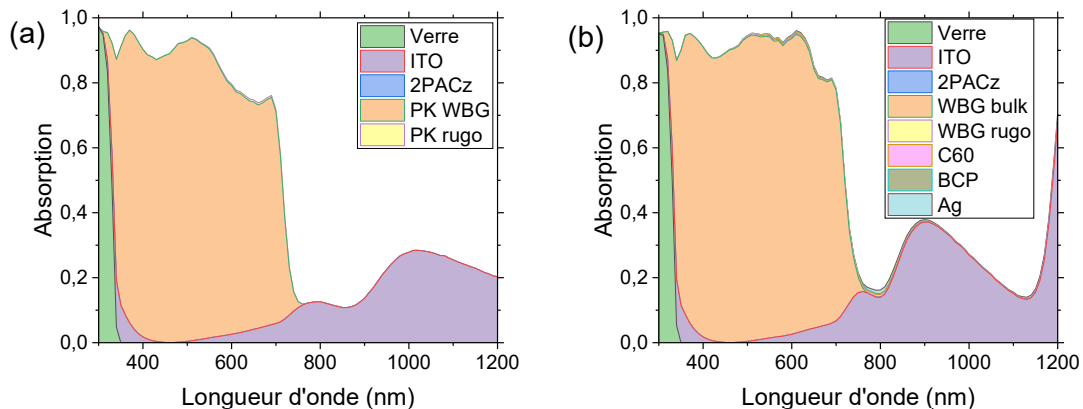 (a)
1,0
0,8
0,6
0,4
0,2
0,0
Absorption
400 600 800 1000 1200
Longueur d'onde (nm)
Verre
ITO
2PACz
PK WBG
PK rugo
(b)
1,0
0,8
0,6
0,4
0,2
0,0
Absorption
400 600 800 1000 1200
Longueur d'onde (nm)
Verre
ITO
2PACz
WBG bulk
WBG rugo
C60
BCP
Ag